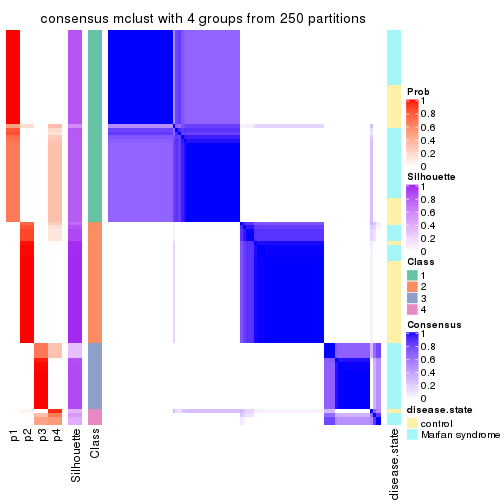 consensus mclust with 4 groups from 250 partitions
Prob
1
0.8
0.6
0.4
0.2
0
Silhouette
1
0.8
0.6
0.4
0.2
0
Class
1
2
3
4
Consensus
1
0.8
0.6
0.4
0.2
0
disease.state
control
Marfan syndrome
p1
p2
p3
p4
Silhouette
Class
disease.state